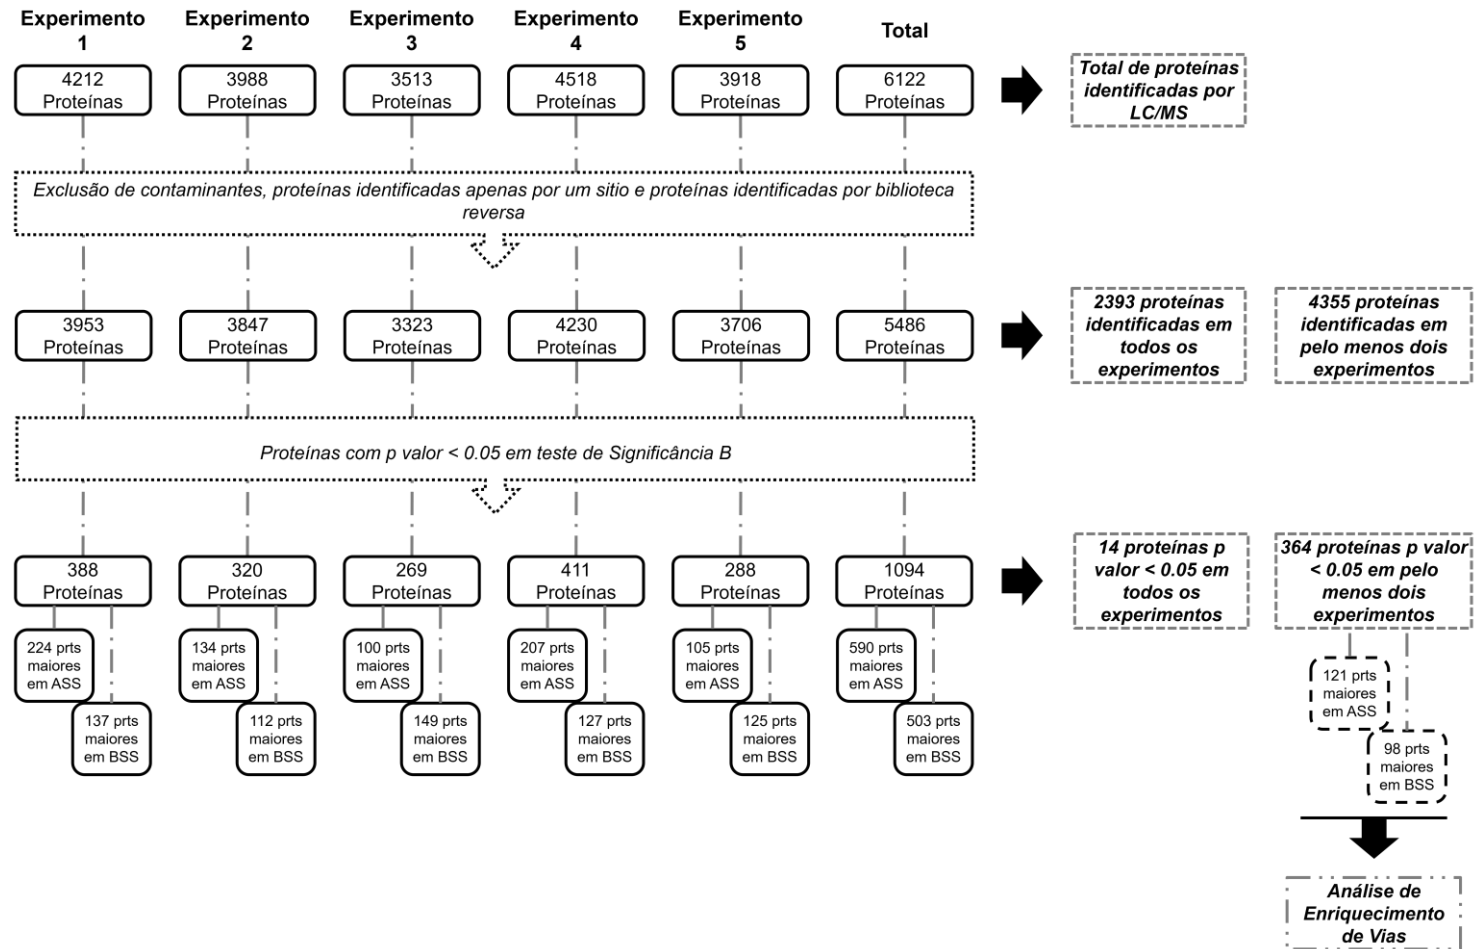 Experimento
1
Experimento
2
Experimento
3
Experimento
4
Experimento
5
Total
4212
Proteínas
3988
Proteínas
3513
Proteínas
4518
Proteínas
3918
Proteínas
6122
Proteínas
Total de proteínas
identificadas por
LC/MS
Exclusão de contaminantes, proteínas identificadas apenas por um sitio e proteínas identificadas por biblioteca
reversa
3953
Proteínas
3847
Proteínas
3323
Proteínas
4230
Proteínas
3706
Proteínas
5486
Proteínas
2393 proteínas
identificadas em
todos os
experimentos
4355 proteínas
identificadas em
pelo menos dois
experimentos
Proteínas com p valor < 0.05 em teste de Significância B
388
Proteínas
320
Proteínas
269
Proteínas
411
Proteínas
288
Proteínas
1094
Proteínas
14 proteínas p
valor < 0.05 em
todos os
experimentos
364 proteínas p valor
< 0.05 em pelo
menos dois
experimentos
224 prts
maiores
em ASS
137 prts
maiores
em BSS
134 prts
maiores
em ASS
112 prts
maiores
em BSS
100 prts
maiores
em ASS
149 prts
maiores
em BSS
207 prts
maiores
em ASS
127 prts
maiores
em BSS
105 prts
maiores
em ASS
125 prts
maiores
em BSS
590 prts
maiores
em ASS
503 prts
maiores
em BSS
121 prts
maiores
em ASS
98 prts
maiores
em BSS
Análise de
Enriquecimento
de Vias